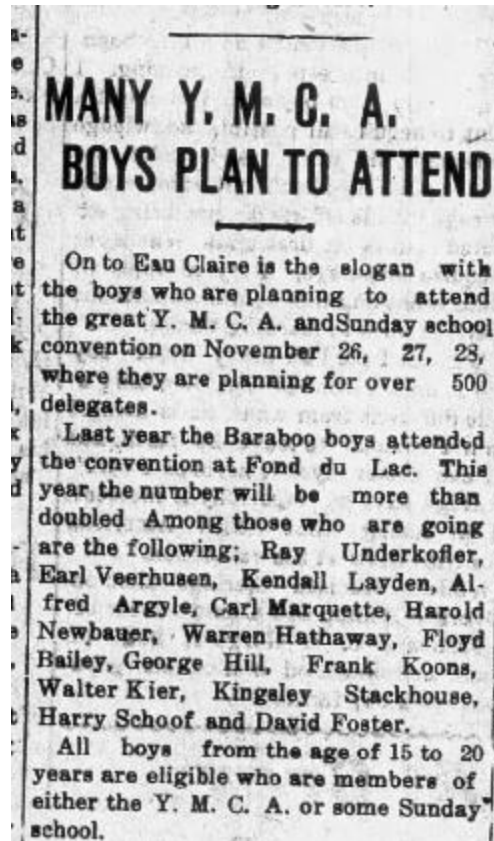 MANY Y. M. C. A.
BOYS PLAN TO ATTEND
On to Eau Claire is the slogan with
the boys who are planning to attend
the great Y. M. C. A. andSunday school
convention on November 26, 27, 28,
where they are planning for over 500
delegates.
Last year the Baraboo boys attended
the convention at Fond du Lac. This
year the number will be more than
doubled Among those who are going
are the following; Ray Underkofler,
Earl Veerhusen, Kendall Layden, Al-
fred Argyle, Carl Marquette, Harold
Newbauer, Warren Hathaway, Floyd
Bailey, George Hill, Frank Koons,
Walter Kier, Kingsley Stackhouse,
Harry Schoof and David Foster.
All boys from the age of 15 to 20
years are eligible who are members of
either the Y. M. C. A. or some Sunday
school.